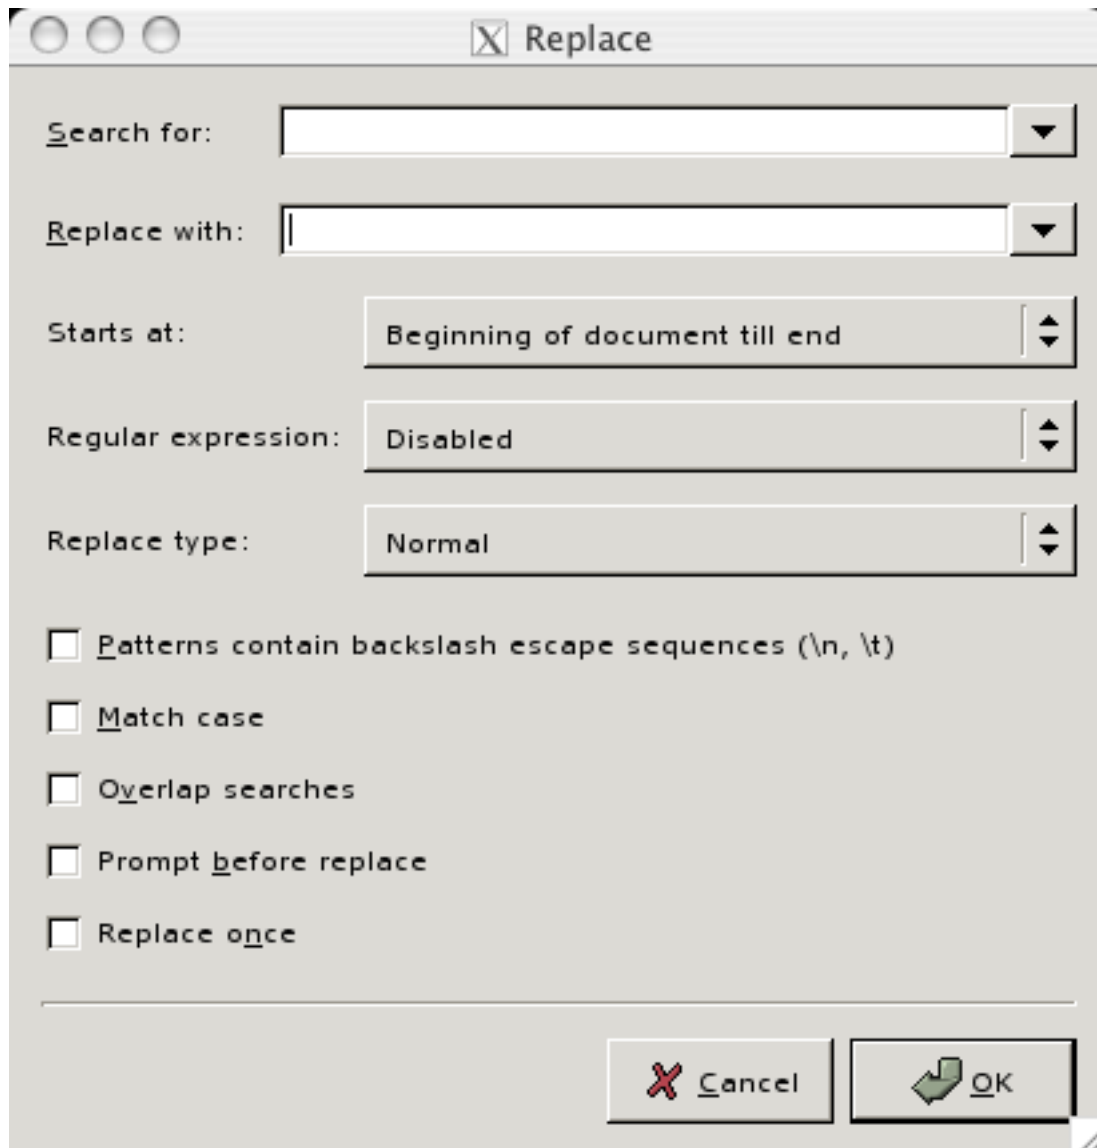 Replace
Search for:
Replace with:
Starts at: Beginning of document till end
Regular expression: Disabled
Replace type: Normal
Patterns contain backslash escape sequences (\n, \t)
Match case
Overlap searches
Prompt before replace
Replace once
Cancel OK